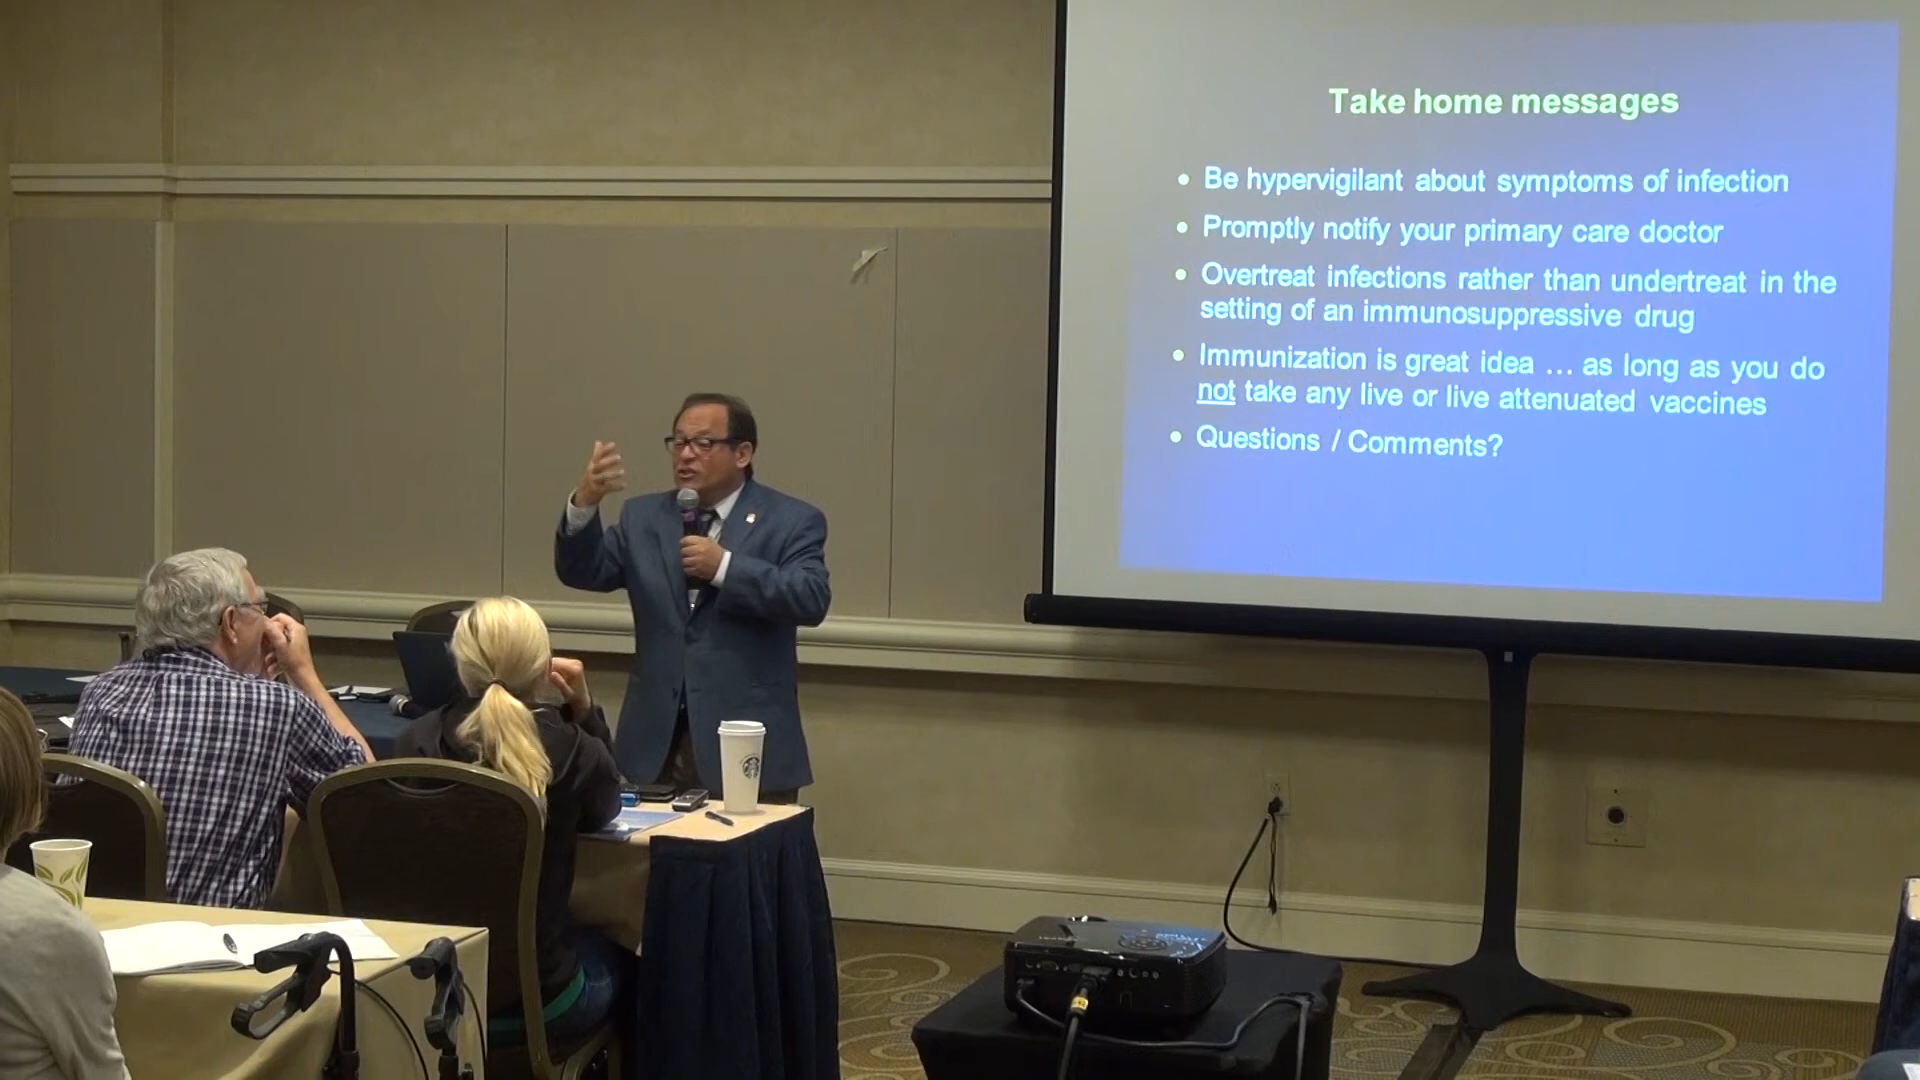 Take home messages
• Be hypervigilant about symptoms of infection
• Promptly notify your primary care doctor
• Overtreat infections rather than undertreat in the
setting of an immunosuppressive drug
• Immunization is great idea ... as long as you do
not take any live or live attenuated vaccines
• Questions / Comments?